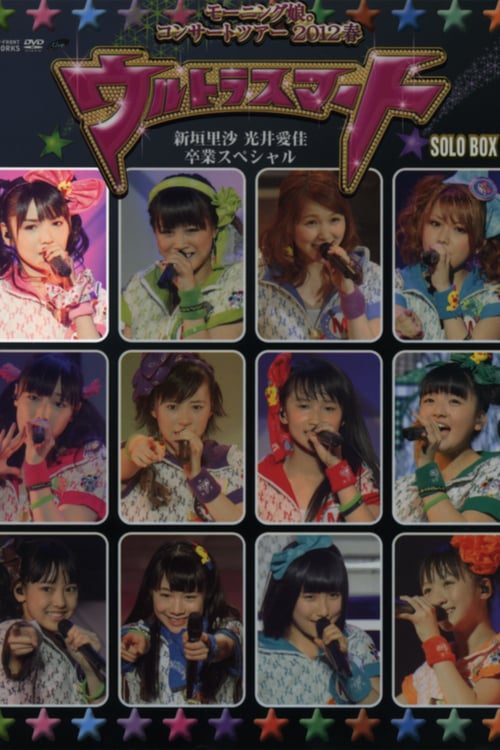 モーニング娘。
コンサートツアー 2012春
WORKS DVD
ウルトラスマート
新垣里沙 光井愛佳
卒業スペシャル
SOLO BOX